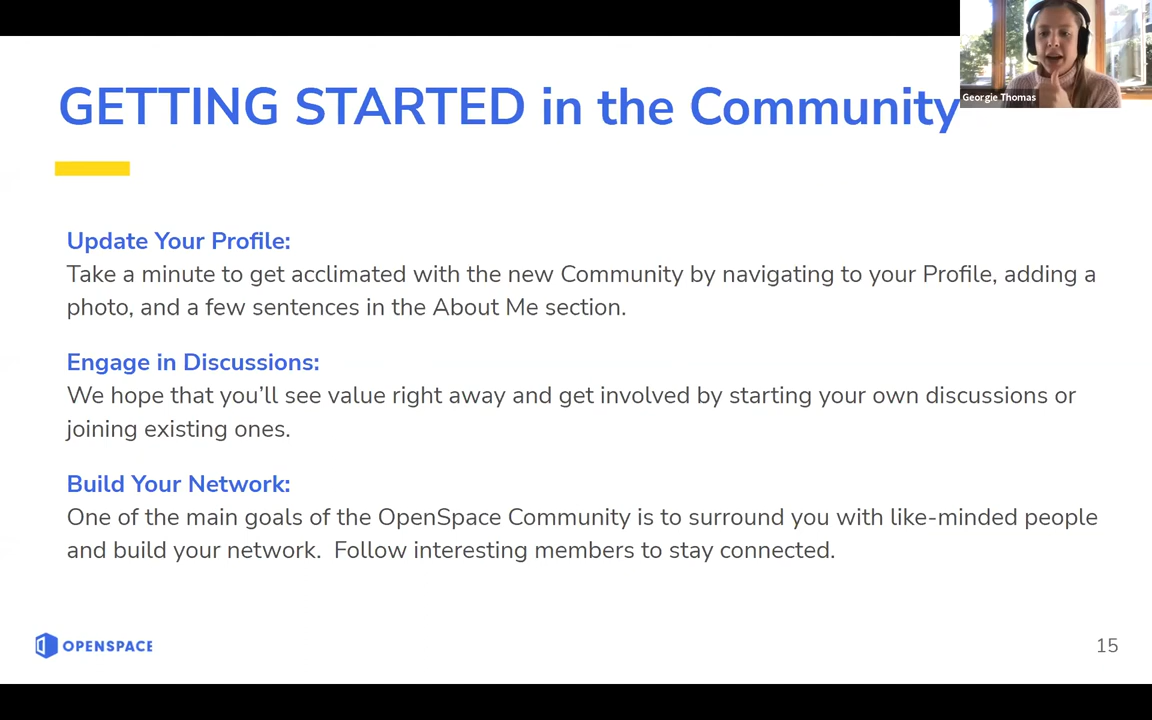 GETTING STARTED in the Community
Georgie Thomas
Update Your Profile:
Take a minute to get acclimated with the new Community by navigating to your Profile, adding a
photo, and a few sentences in the About Me section.
Engage in Discussions:
We hope that you’ll see value right away and get involved by starting your own discussions or
joining existing ones.
Build Your Network:
One of the main goals of the OpenSpace Community is to surround you with like-minded people
and build your network.  Follow interesting members to stay connected.
OPENSPACE
15